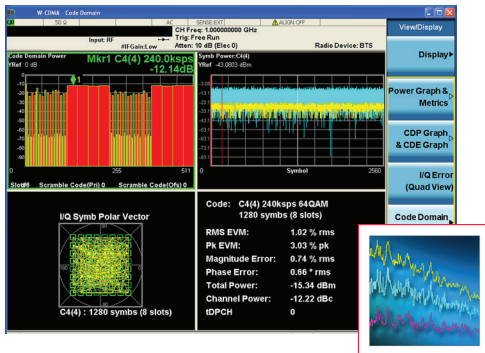 W-CDMA - Code Domain
50 Ω AC SENSE:EXT ALIGN OFF
CH Freq: 1.000000000 GHz
Input: RF Trig: Free Run
#IFGain:Low Atten: 10 dB (Elec 0) Radio Device: BTS
View/Display
Display
Power Graph &
Metrics
CDP Graph
& CDE Graph
I/Q Error
(Quad View)
Code Domain
Code Domain Power Mkr1 C4(4) 240.0ksps
YRef 0 dB -12.14dB
1
0 255 511
Scramble Code(Pri) 0 Scramble Code(Ofs) 0
Symb Power:C4(4)
YRef -43.0803 dBm
0 Symbol 2560
I/Q Symb Polar Vector
C4(4) : 1280 symbs (8 slots)
Code: C4(4) 240ksps 64QAM
1280 symbs (8 slots)
RMS EVM: 1.02 % rms
Pk EVM: 3.03 % pk
Magnitude Error: 0.74 % rms
Phase Error: 0.66 * rms
Total Power: -15.34 dBm
Channel Power: -12.22 dBc
tDPCH 0